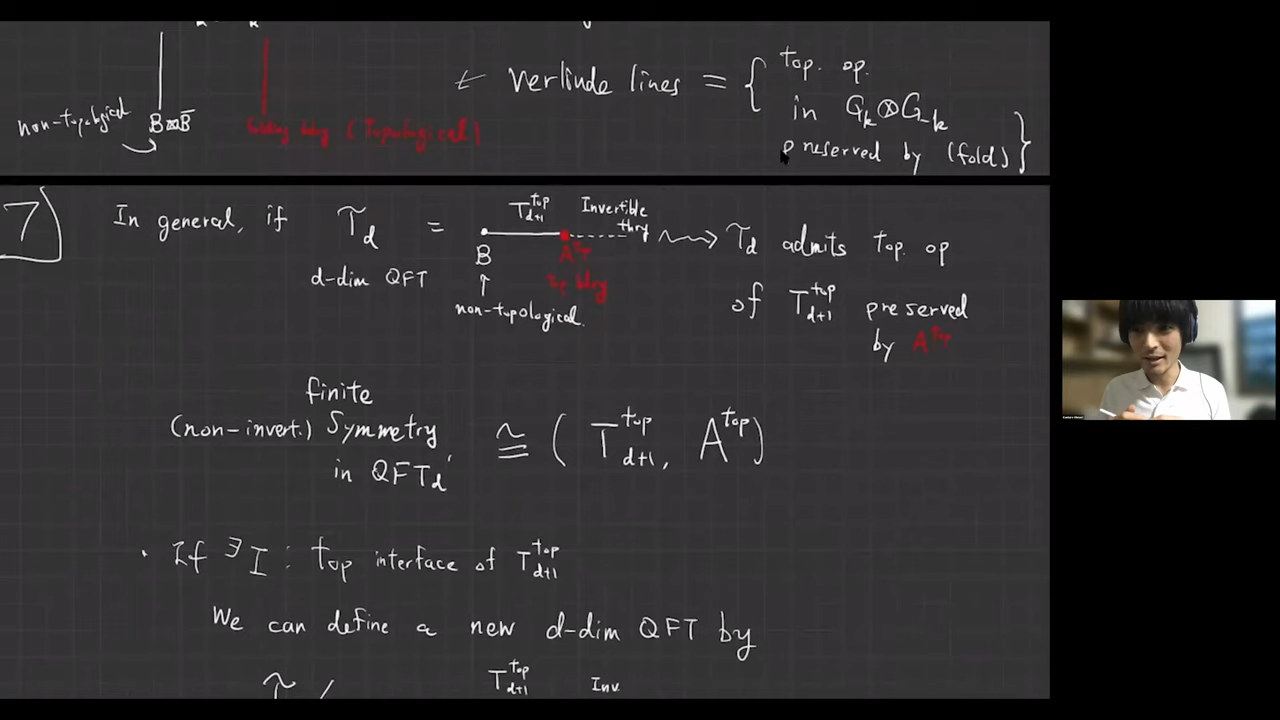 non-topological B⊠B̄
(Topological)
← Verlinde lines = { top. op.
in G_k ⊗ G_-k
preserved by (fold) }
7 In general, if T_d = T^top_d+1 Invertible thry ⇝ T_d admits top. op
B A^top
d-dim QFT ↑ top bdry of T^top_d+1 preserved
non-topological. by A^top
finite
(non-invert.) Symmetry ≅ ( T^top_d+1, A^top )
in QFT_d
· If ∃ I : top interface of T^top_d+1
We can define a new d-dim QFT by
T^top_d+1 Inv